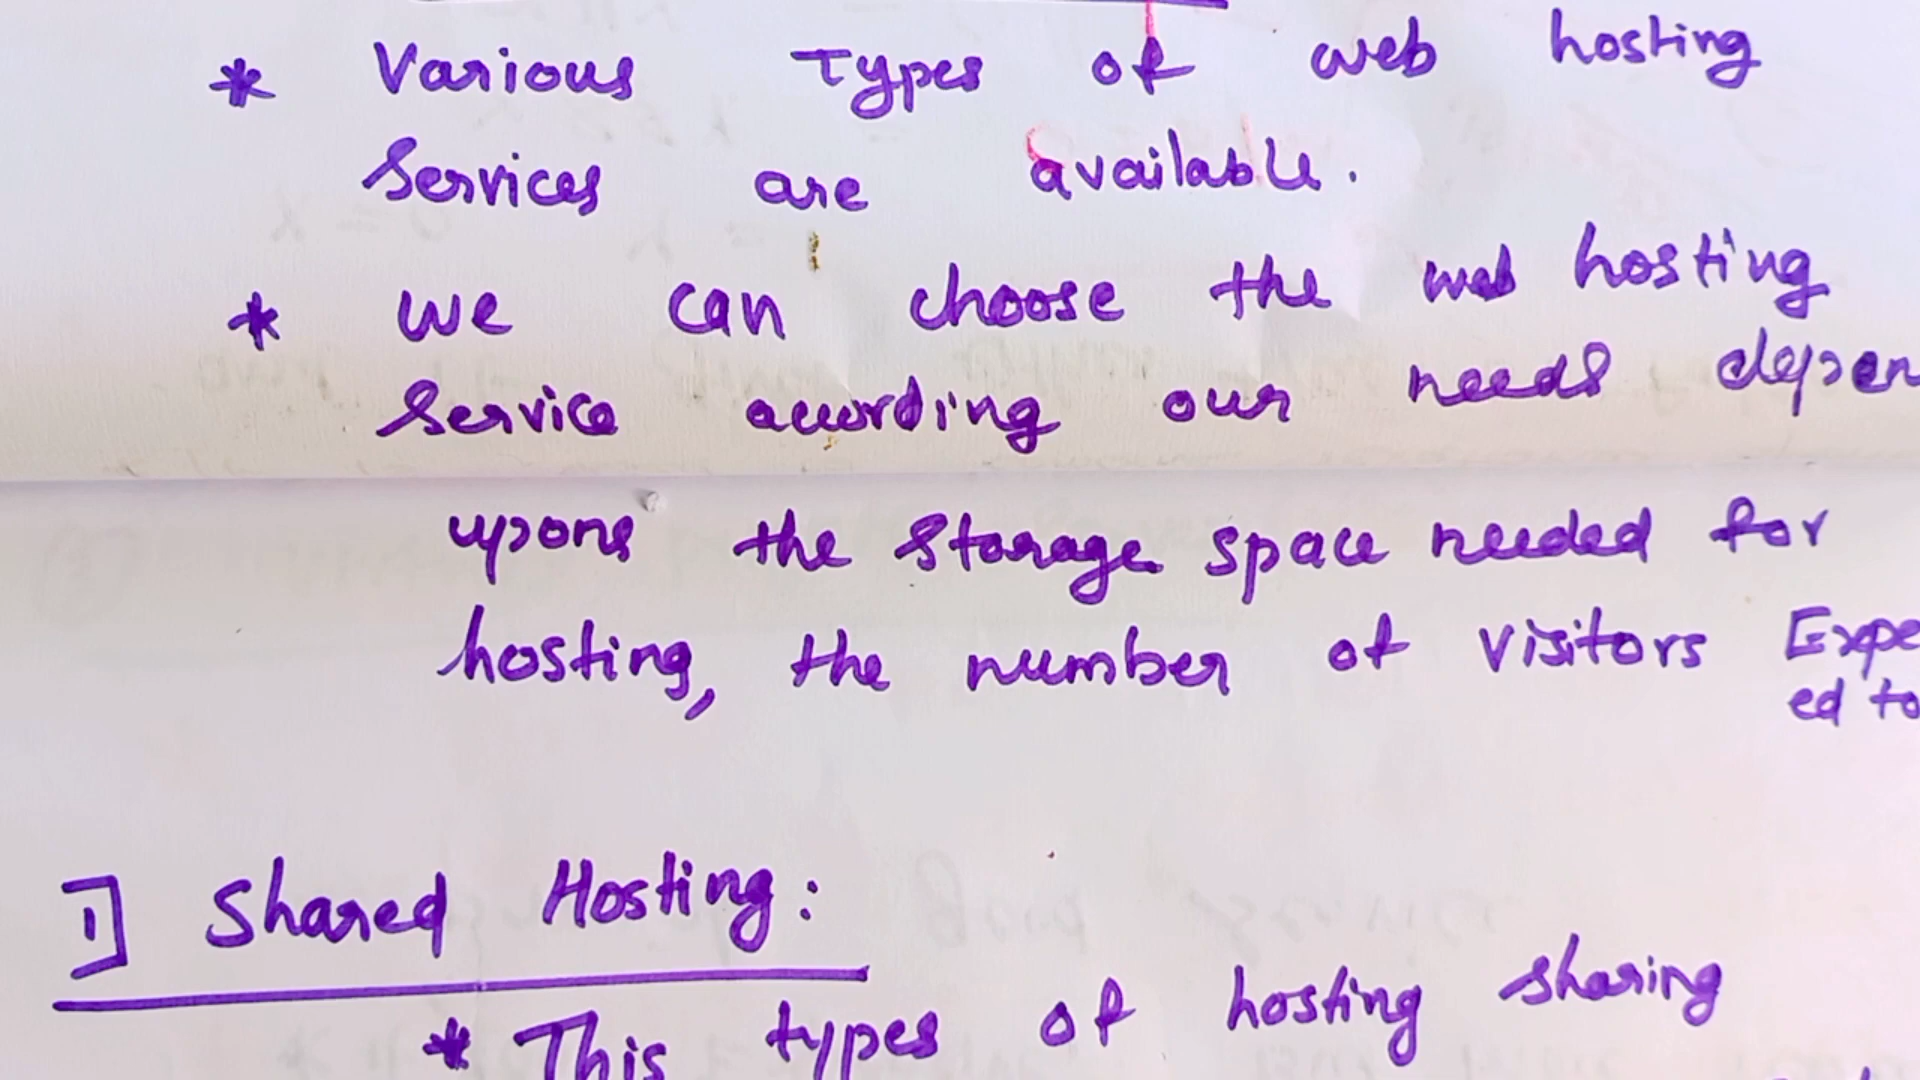 * Various Types of web hosting
Services are available.
* We can choose the web hosting
Service according our needs depen
upons the Storage space needed for
hosting, the number of visitors Expe
ed to
1] Shared Hosting:
* This types of hosting sharing